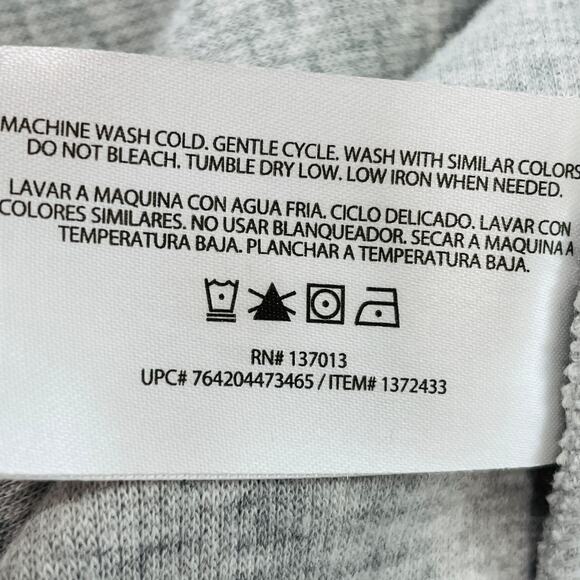 MACHINE WASH COLD. GENTLE CYCLE. WASH WITH SIMILAR COLORS
DO NOT BLEACH. TUMBLE DRY LOW. LOW IRON WHEN NEEDED.
LAVAR A MAQUINA CON AGUA FRIA. CICLO DELICADO. LAVAR CON
COLORES SIMILARES. NO USAR BLANQUEADOR. SECAR A MAQUINA A
TEMPERATURA BAJA. PLANCHAR A TEMPERATURA BAJA.
RN# 137013
UPC# 764204473465 / ITEM# 1372433